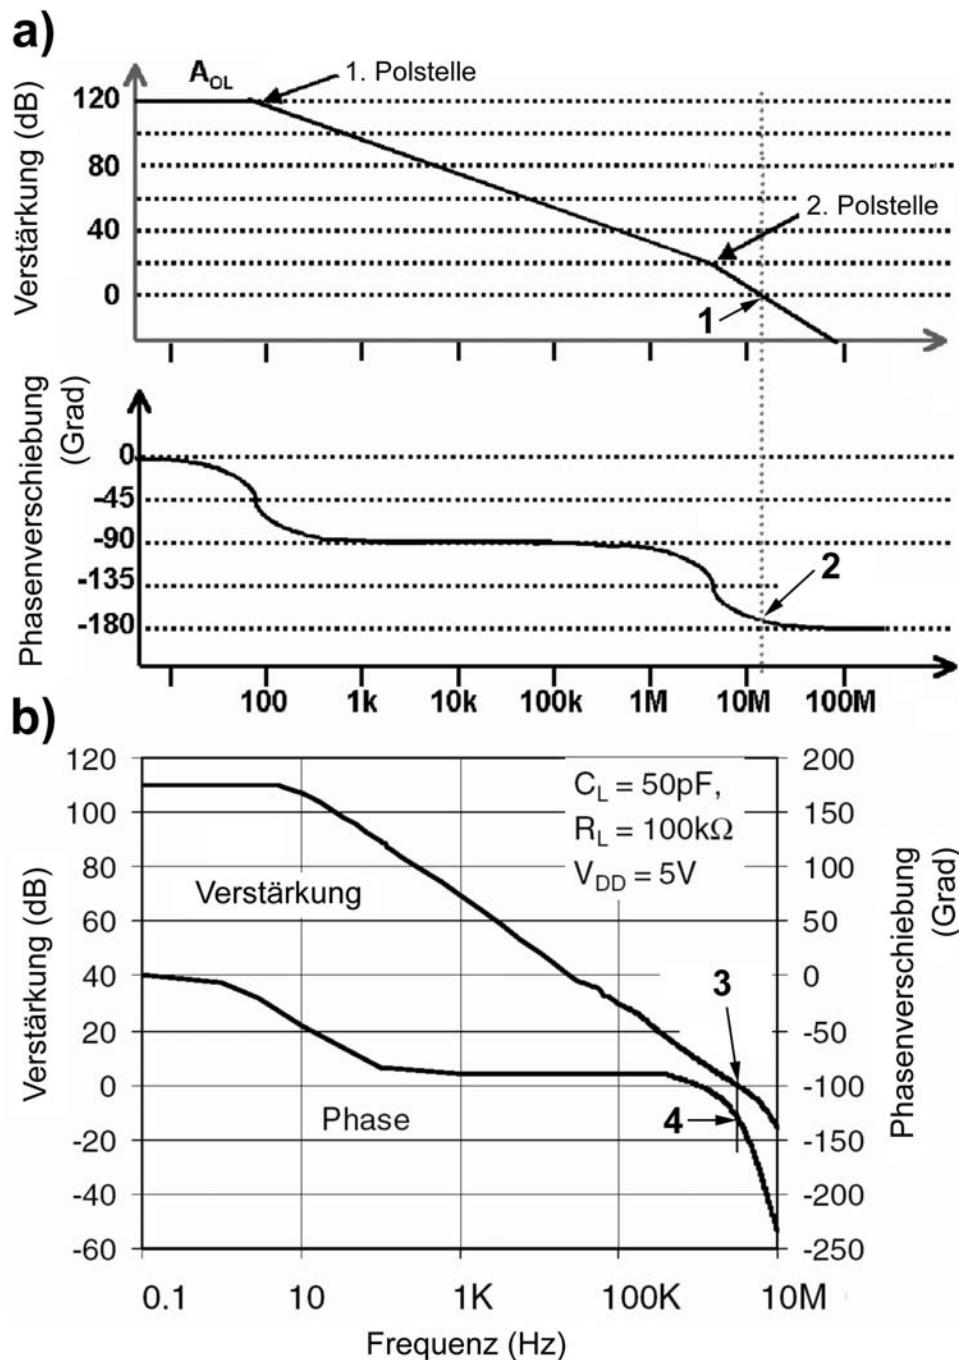 a)
Verstärkung (dB)
A_OL
1. Polstelle
120
80
2. Polstelle
40
0
1
Phasenverschiebung
(Grad)
0
-45
-90
-135
2
-180
100 1k 10k 100k 1M 10M 100M
b)
Verstärkung (dB)
120
100
80
60
40
20
0
-20
-40
-60
C_L = 50pF,
R_L = 100kΩ
V_DD = 5V
Verstärkung
3
4
Phase
200
150
100
50
0
-50
-100
-150
-200
-250
Phasenverschiebung
(Grad)
0.1 10 1K 100K 10M
Frequenz (Hz)